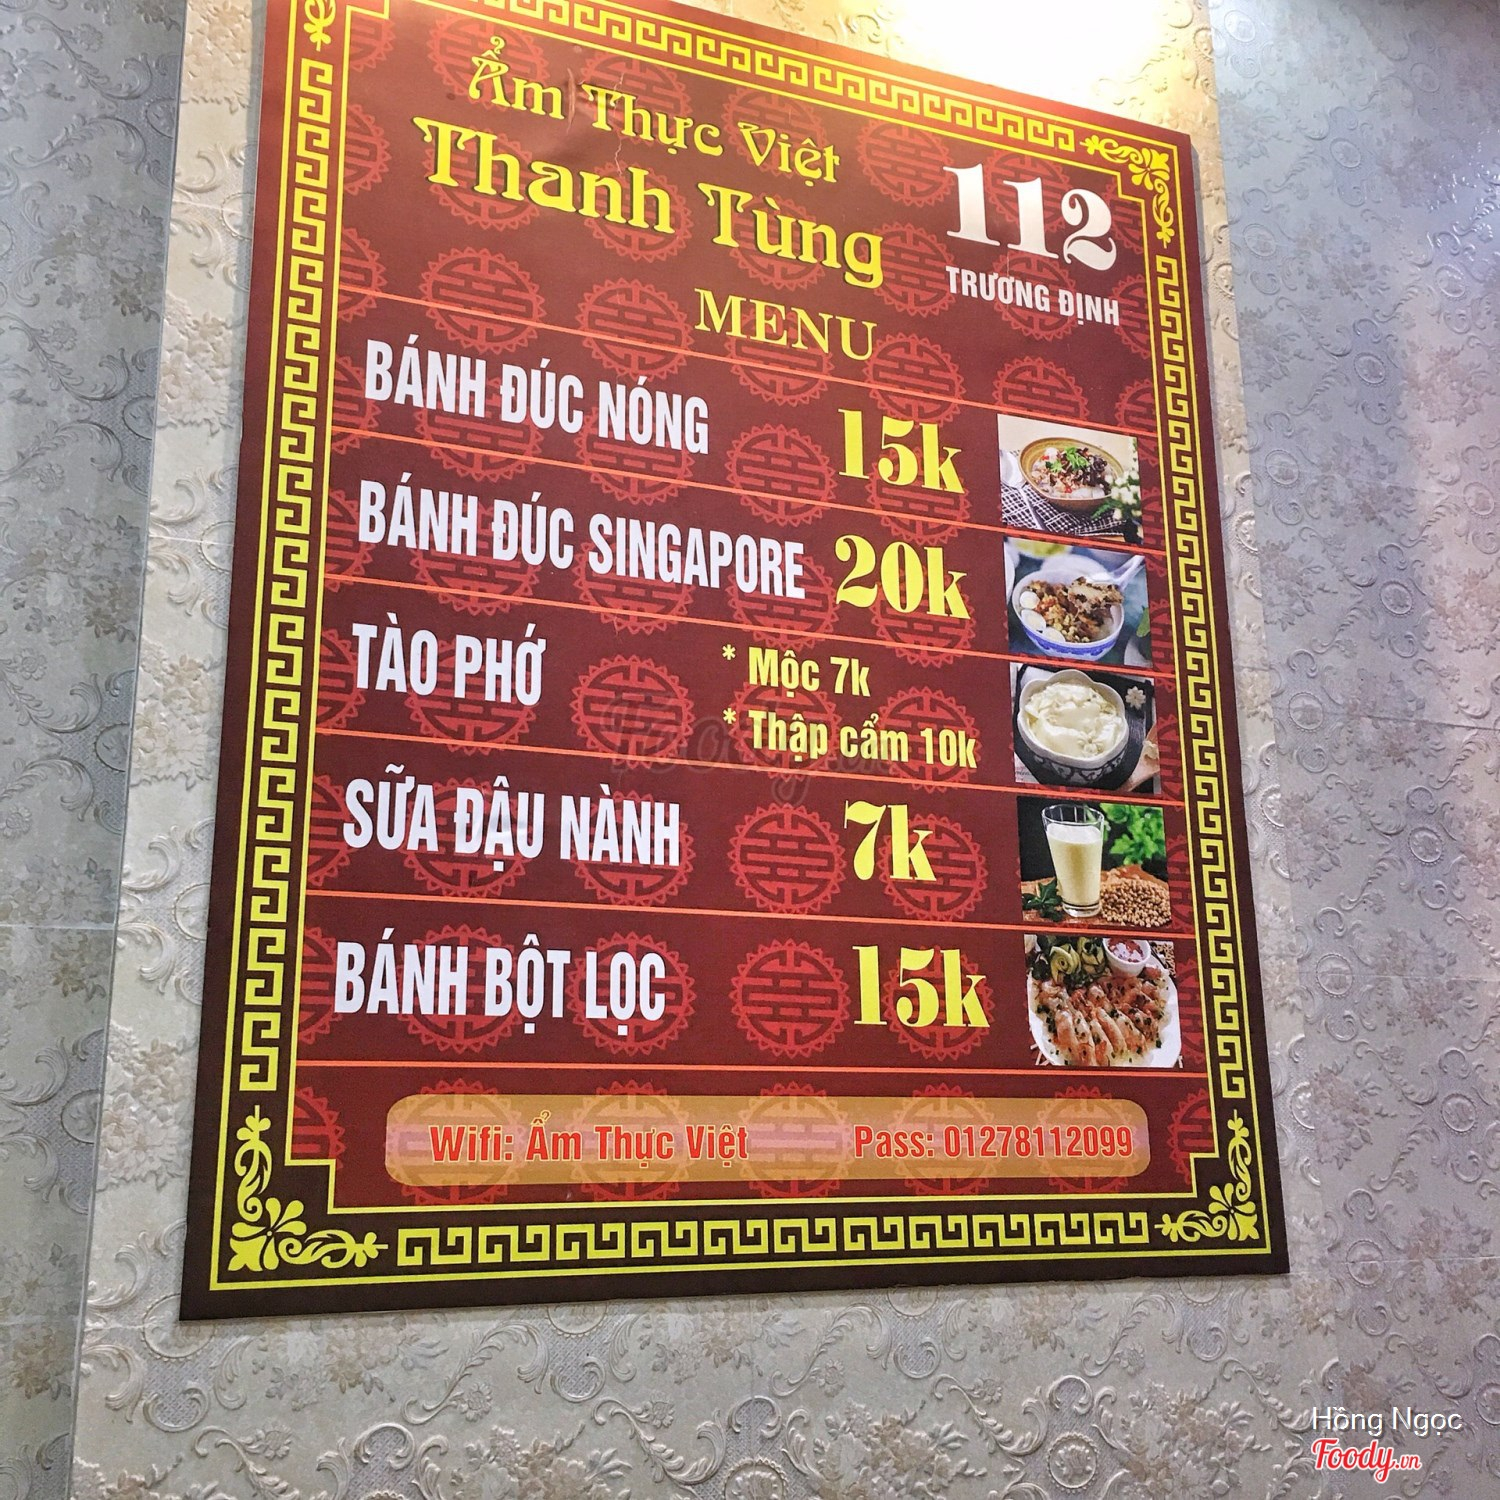 Ẩm Thực Việt
Thanh Tùng
112
TRƯƠNG ĐỊNH
MENU
BÁNH ĐÚC NÓNG 15k
BÁNH ĐÚC SINGAPORE 20k
TÀO PHỚ
* Mộc 7k
* Thập cẩm 10k
SỮA ĐẬU NÀNH 7k
BÁNH BỘT LỌC 15k
Wifi: Ẩm Thực Việt Pass: 01278112099
Foody.vn
Hồng Ngọc
Foody.vn